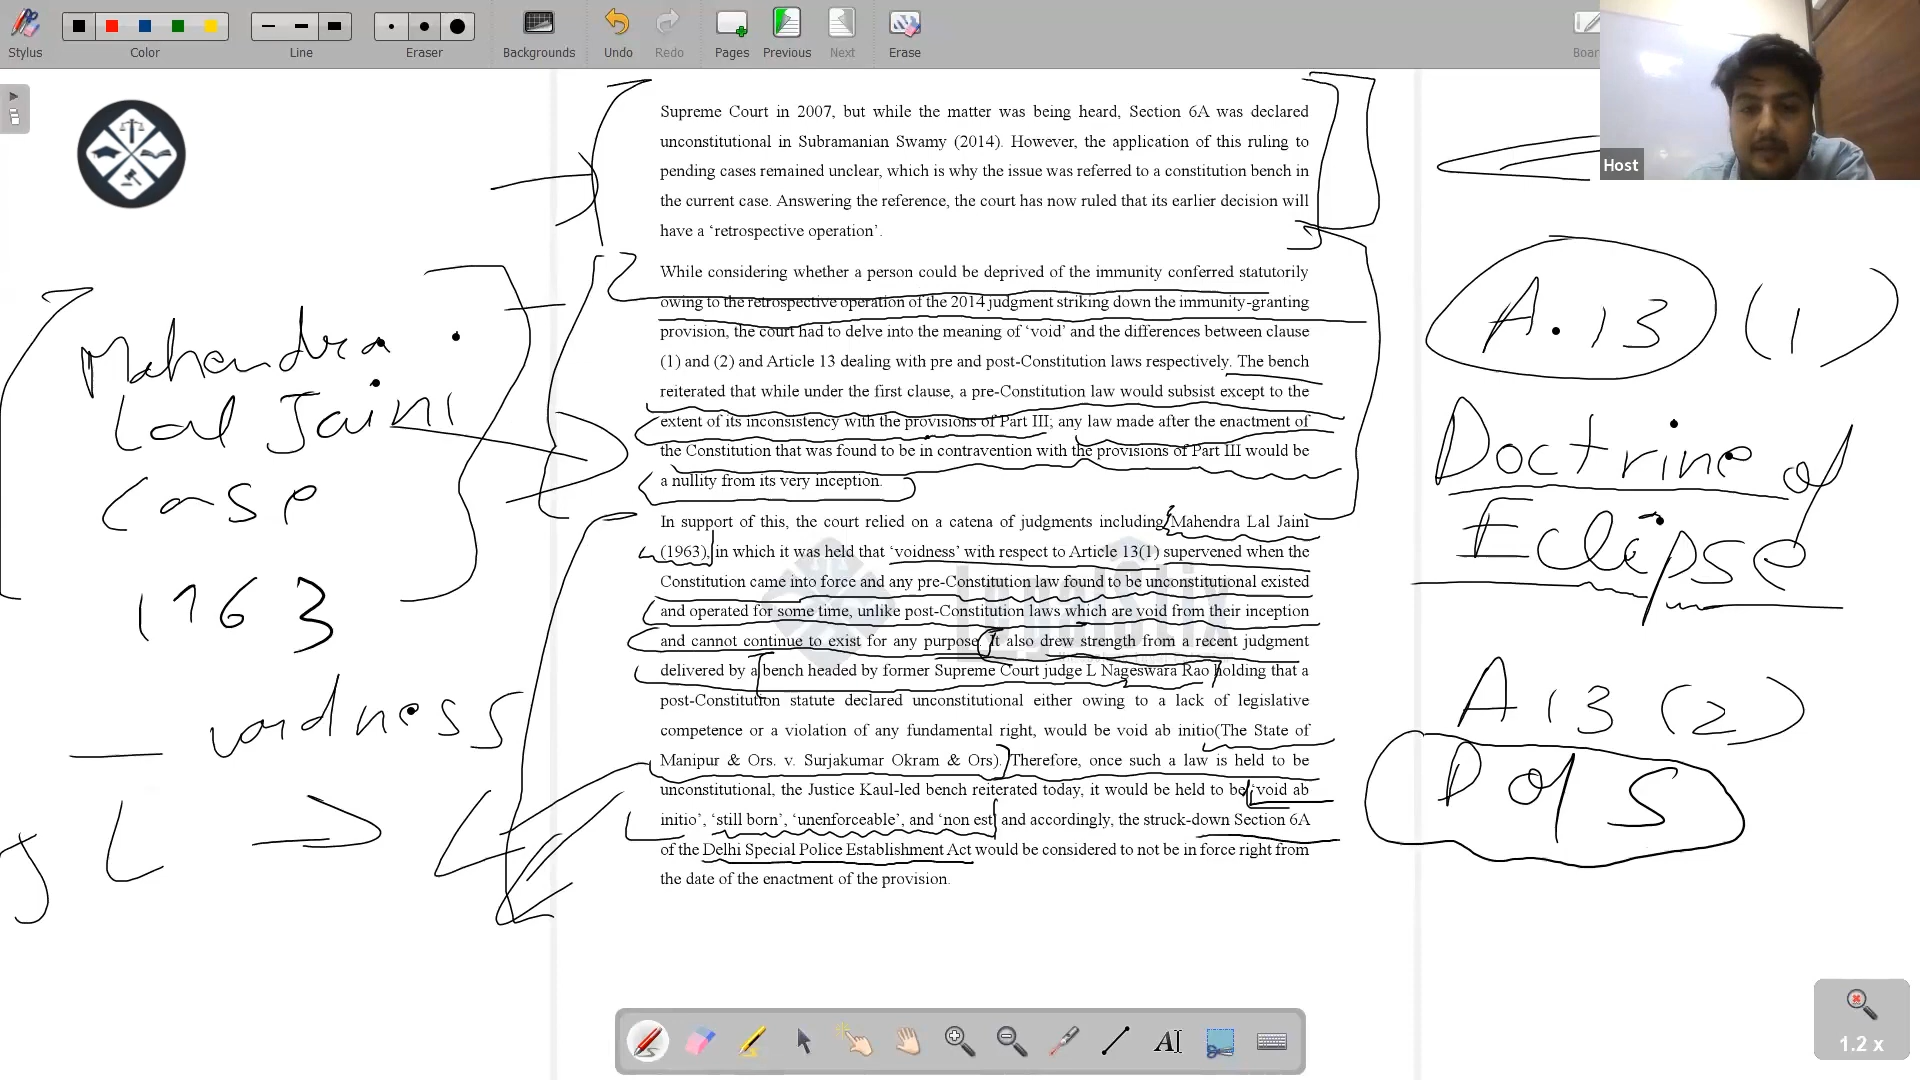 Stylus
Color
Line
Eraser
Backgrounds
Undo
Redo
Pages
Previous
Next
Erase
Host
Supreme Court in 2007, but while the matter was being heard, Section 6A was declared
unconstitutional in Subramanian Swamy (2014). However, the application of this ruling to
pending cases remained unclear, which is why the issue was referred to a constitution bench in
the current case. Answering the reference, the court has now ruled that its earlier decision will
have a ‘retrospective operation’.
While considering whether a person could be deprived of the immunity conferred statutorily
owing to the retrospective operation of the 2014 judgment striking down the immunity-granting
provision, the court had to delve into the meaning of ‘void’ and the differences between clause
(1) and (2) and Article 13 dealing with pre and post-Constitution laws respectively. The bench
reiterated that while under the first clause, a pre-Constitution law would subsist except to the
extent of its inconsistency with the provisions of Part III; any law made after the enactment of
the Constitution that was found to be in contravention with the provisions of Part III would be
a nullity from its very inception.
In support of this, the court relied on a catena of judgments including Mahendra Lal Jaini
(1963), in which it was held that ‘voidness’ with respect to Article 13(1) supervened when the
Constitution came into force and any pre-Constitution law found to be unconstitutional existed
and operated for some time, unlike post-Constitution laws which are void from their inception
and cannot continue to exist for any purpose. It also drew strength from a recent judgment
delivered by a bench headed by former Supreme Court judge L Nageswara Rao holding that a
post-Constitution statute declared unconstitutional either owing to a lack of legislative
competence or a violation of any fundamental right, would be void ab initio(The State of
Manipur & Ors. v. Surjakumar Okram & Ors). Therefore, once such a law is held to be
unconstitutional, the Justice Kaul-led bench reiterated today, it would be held to be ‘void ab
initio’, ‘still born’, ‘unenforceable’, and ‘non est’ and accordingly, the struck-down Section 6A
of the Delhi Special Police Establishment Act would be considered to not be in force right from
the date of the enactment of the provision.
Mahendra
Lal Jaini
Case
1963
voidness
A.13 (1)
Doctrine of
Eclipse
A 13 (2)
D of S
1.2 x